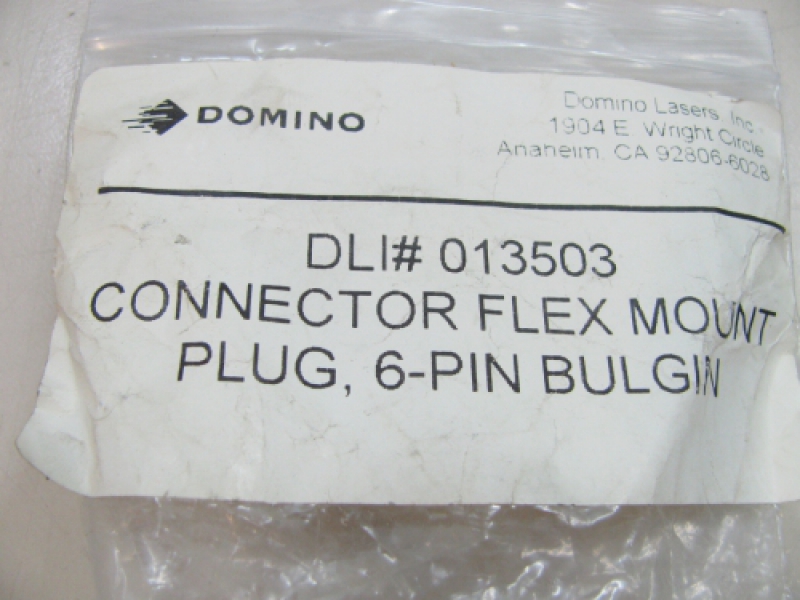 DOMINO
Domino Lasers, Inc.
1904 E. Wright Circle
Anaheim, CA 92806-6028
DLI# 013503
CONNECTOR FLEX MOUNT
PLUG, 6-PIN BULGIN